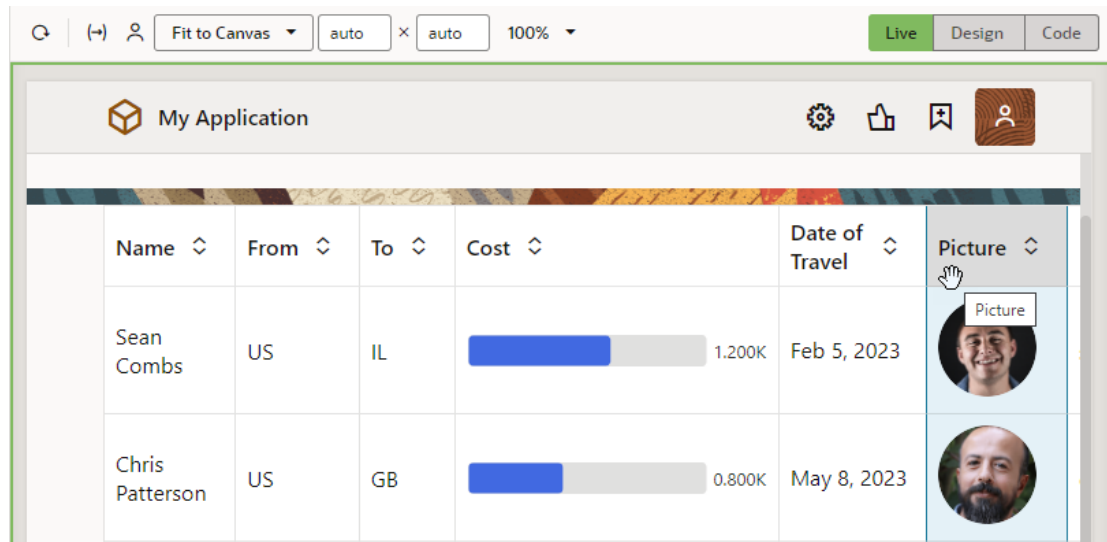 Fit to Canvas auto × auto 100% Live Design Code
My Application
Name From To Cost Date of Travel Picture
Picture
Sean Combs US IL 1.200K Feb 5, 2023
Chris Patterson US GB 0.800K May 8, 2023